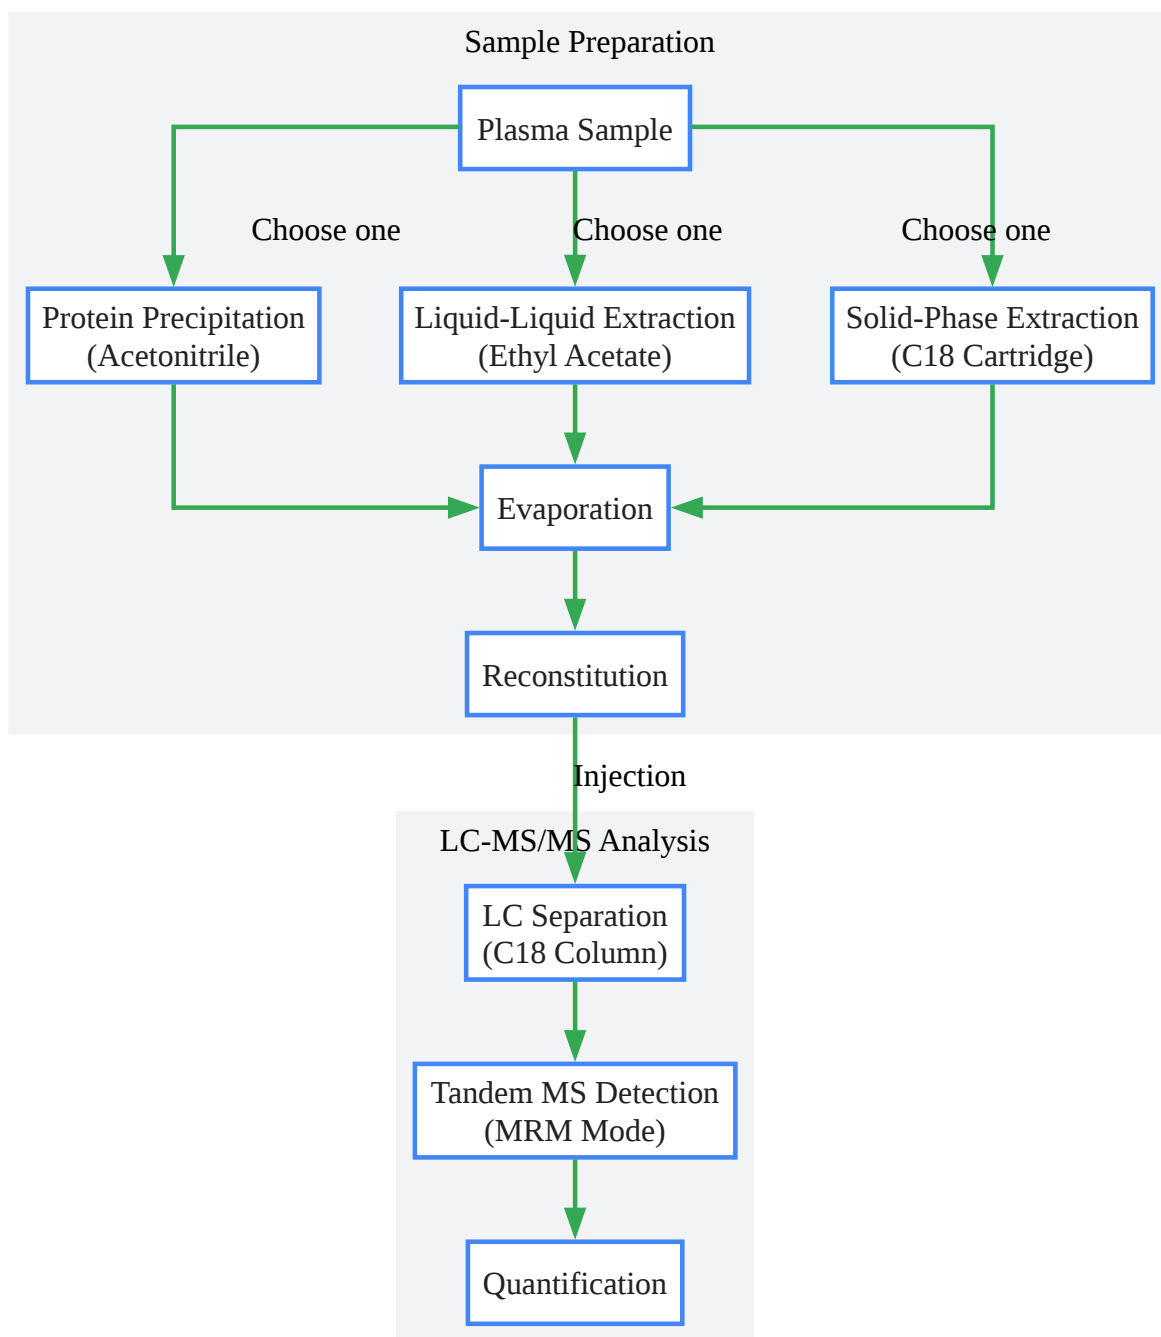 Sample Preparation
Plasma Sample
Choose one
Choose one
Choose one
Protein Precipitation
(Acetonitrile)
Liquid-Liquid Extraction
(Ethyl Acetate)
Solid-Phase Extraction
(C18 Cartridge)
Evaporation
Reconstitution
Injection
LC-MS/MS Analysis
LC Separation
(C18 Column)
Tandem MS Detection
(MRM Mode)
Quantification